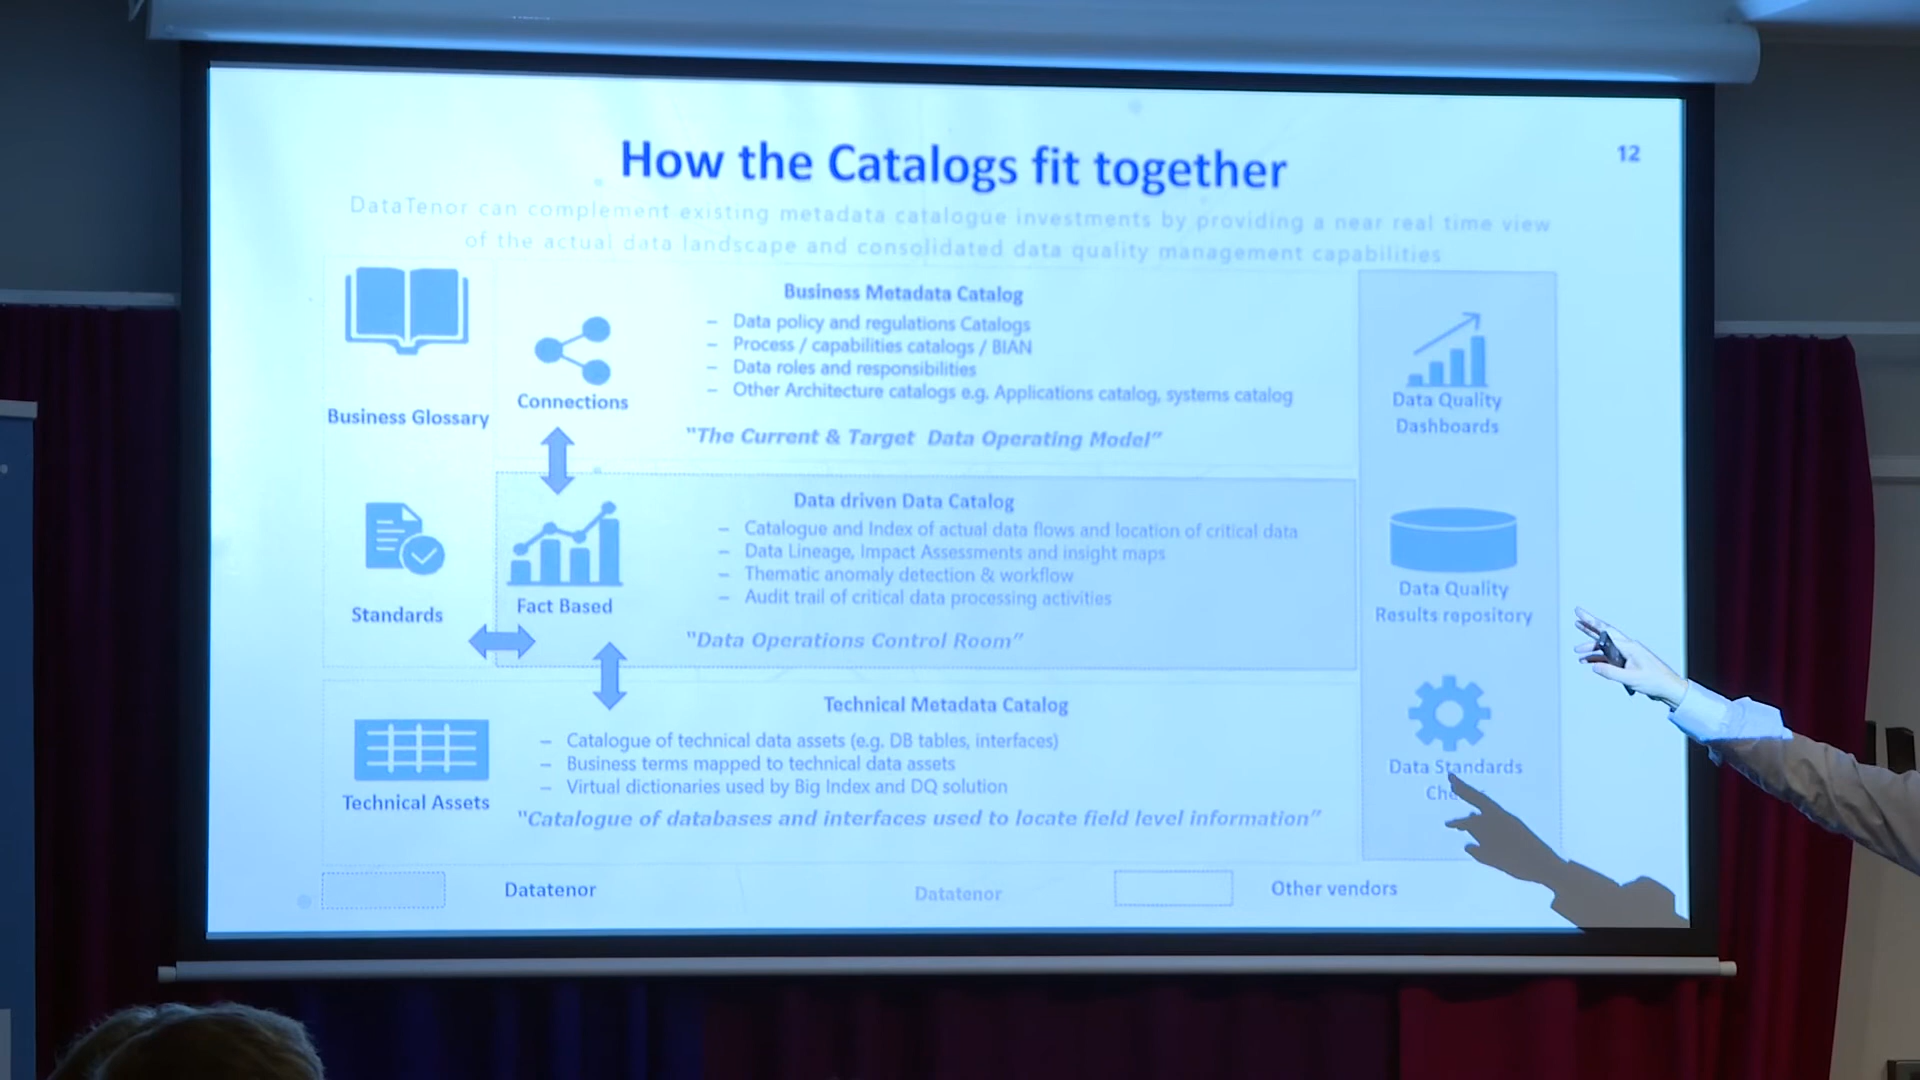 How the Catalogs fit together
12
DataTenor can complement existing metadata catalogue investments by providing a near real time view
of the actual data landscape and consolidated data quality management capabilities
Business Glossary
Connections
Business Metadata Catalog
– Data policy and regulations Catalogs
– Process / capabilities catalogs / BIAN
– Data roles and responsibilities
– Other Architecture catalogs e.g. Applications catalog, systems catalog
"The Current & Target Data Operating Model"
Data Quality
Dashboards
Standards
Fact Based
Data driven Data Catalog
– Catalogue and Index of actual data flows and location of critical data
– Data Lineage, Impact Assessments and insight maps
– Thematic anomaly detection & workflow
– Audit trail of critical data processing activities
"Data Operations Control Room"
Data Quality
Results repository
Technical Assets
Technical Metadata Catalog
– Catalogue of technical data assets (e.g. DB tables, interfaces)
– Business terms mapped to technical data assets
– Virtual dictionaries used by Big Index and DQ solution
"Catalogue of databases and interfaces used to locate field level information"
Data Standards
Datatenor
Datatenor
Other vendors